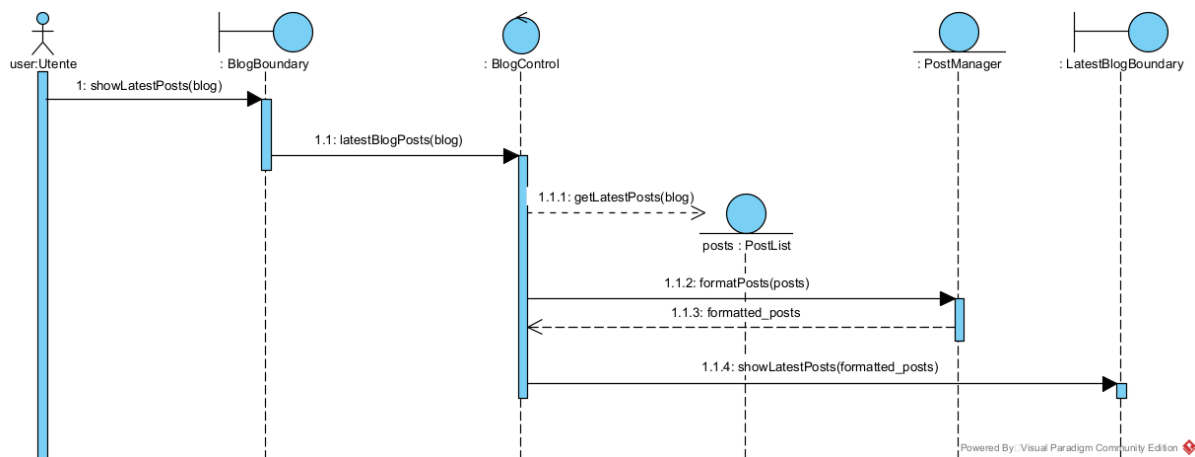 user:Utente
: BlogBoundary
: BlogControl
: PostManager
: LatestBlogBoundary
1: showLatestPosts(blog)
1.1: latestBlogPosts(blog)
1.1.1: getLatestPosts(blog)
posts : PostList
1.1.2: formatPosts(posts)
1.1.3: formatted_posts
1.1.4: showLatestPosts(formatted_posts)
Powered By Visual Paradigm Community Edition